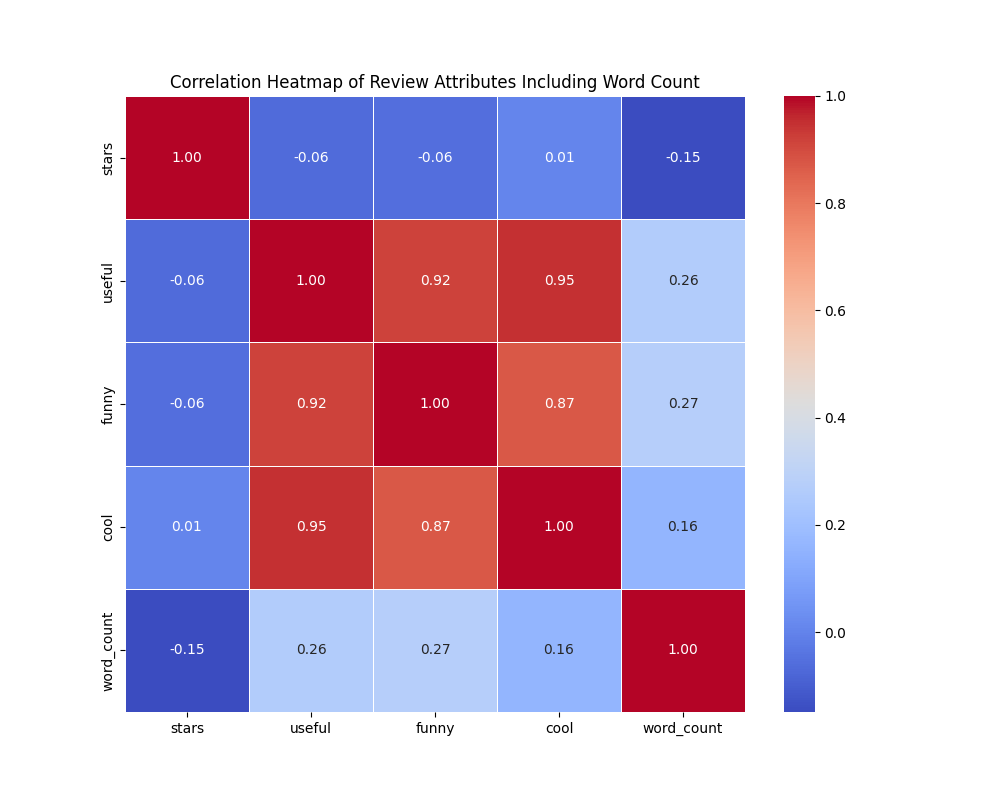 Correlation Heatmap of Review Attributes Including Word Count
stars
1.00 -0.06 -0.06 0.01 -0.15
useful
-0.06 1.00 0.92 0.95 0.26
funny
-0.06 0.92 1.00 0.87 0.27
cool
0.01 0.95 0.87 1.00 0.16
word_count
-0.15 0.26 0.27 0.16 1.00
stars useful funny cool word_count
1.0
0.8
0.6
0.4
0.2
0.0